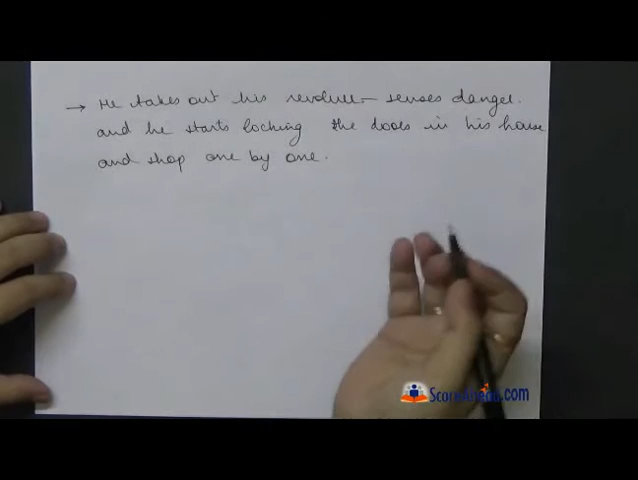 → He takes out his revolver — senses danger.
and he starts locking the doors in his house
and shop one by one.
.com